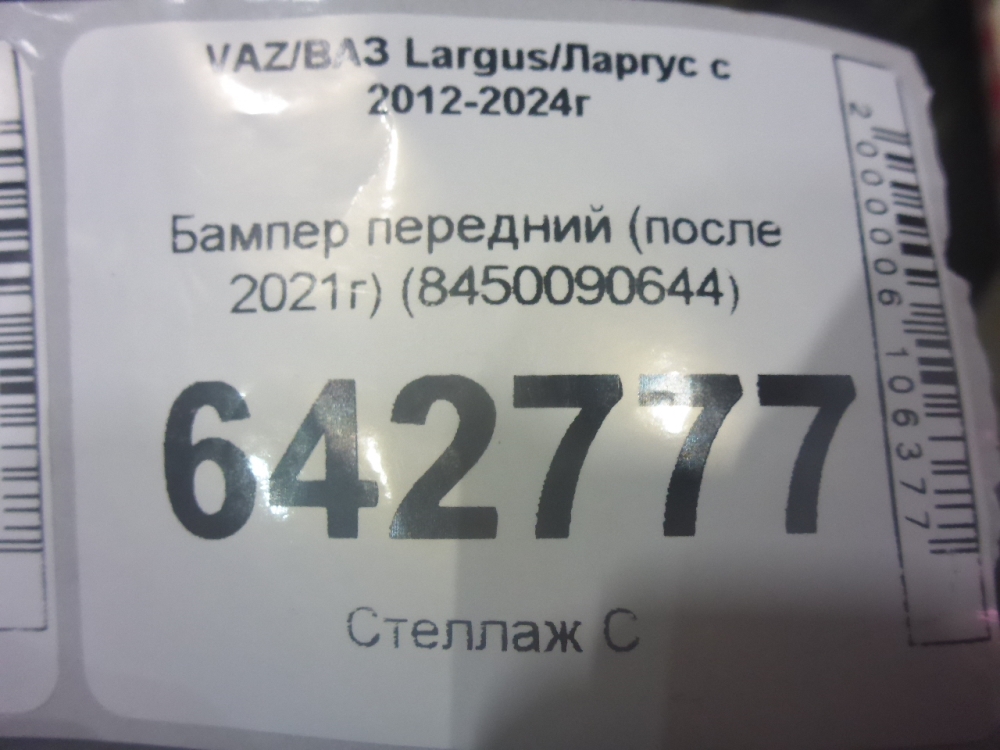 VAZ/ВАЗ Largus/Ларгус с
2012-2024г
Бампер передний (после
2021г) (8450090644)
642777
Стеллаж С
2000006106377